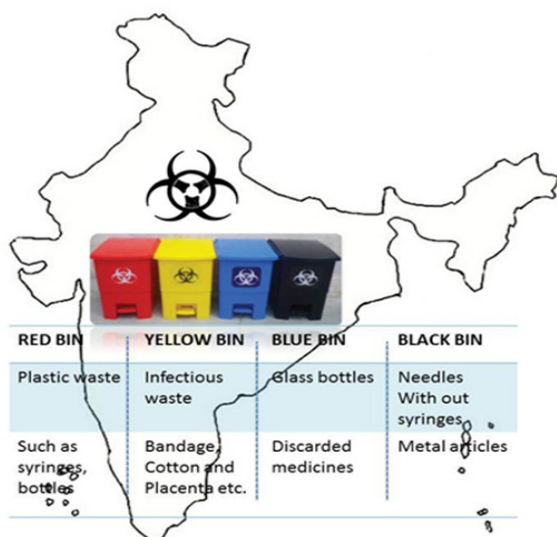 RED BIN YELLOW BIN BLUE BIN BLACK BIN
Plastic waste Infectious waste Glass bottles Needles With out syringes
Such as syringes, bottles Bandage, Cotton and Placenta etc. Discarded medicines Metal articles